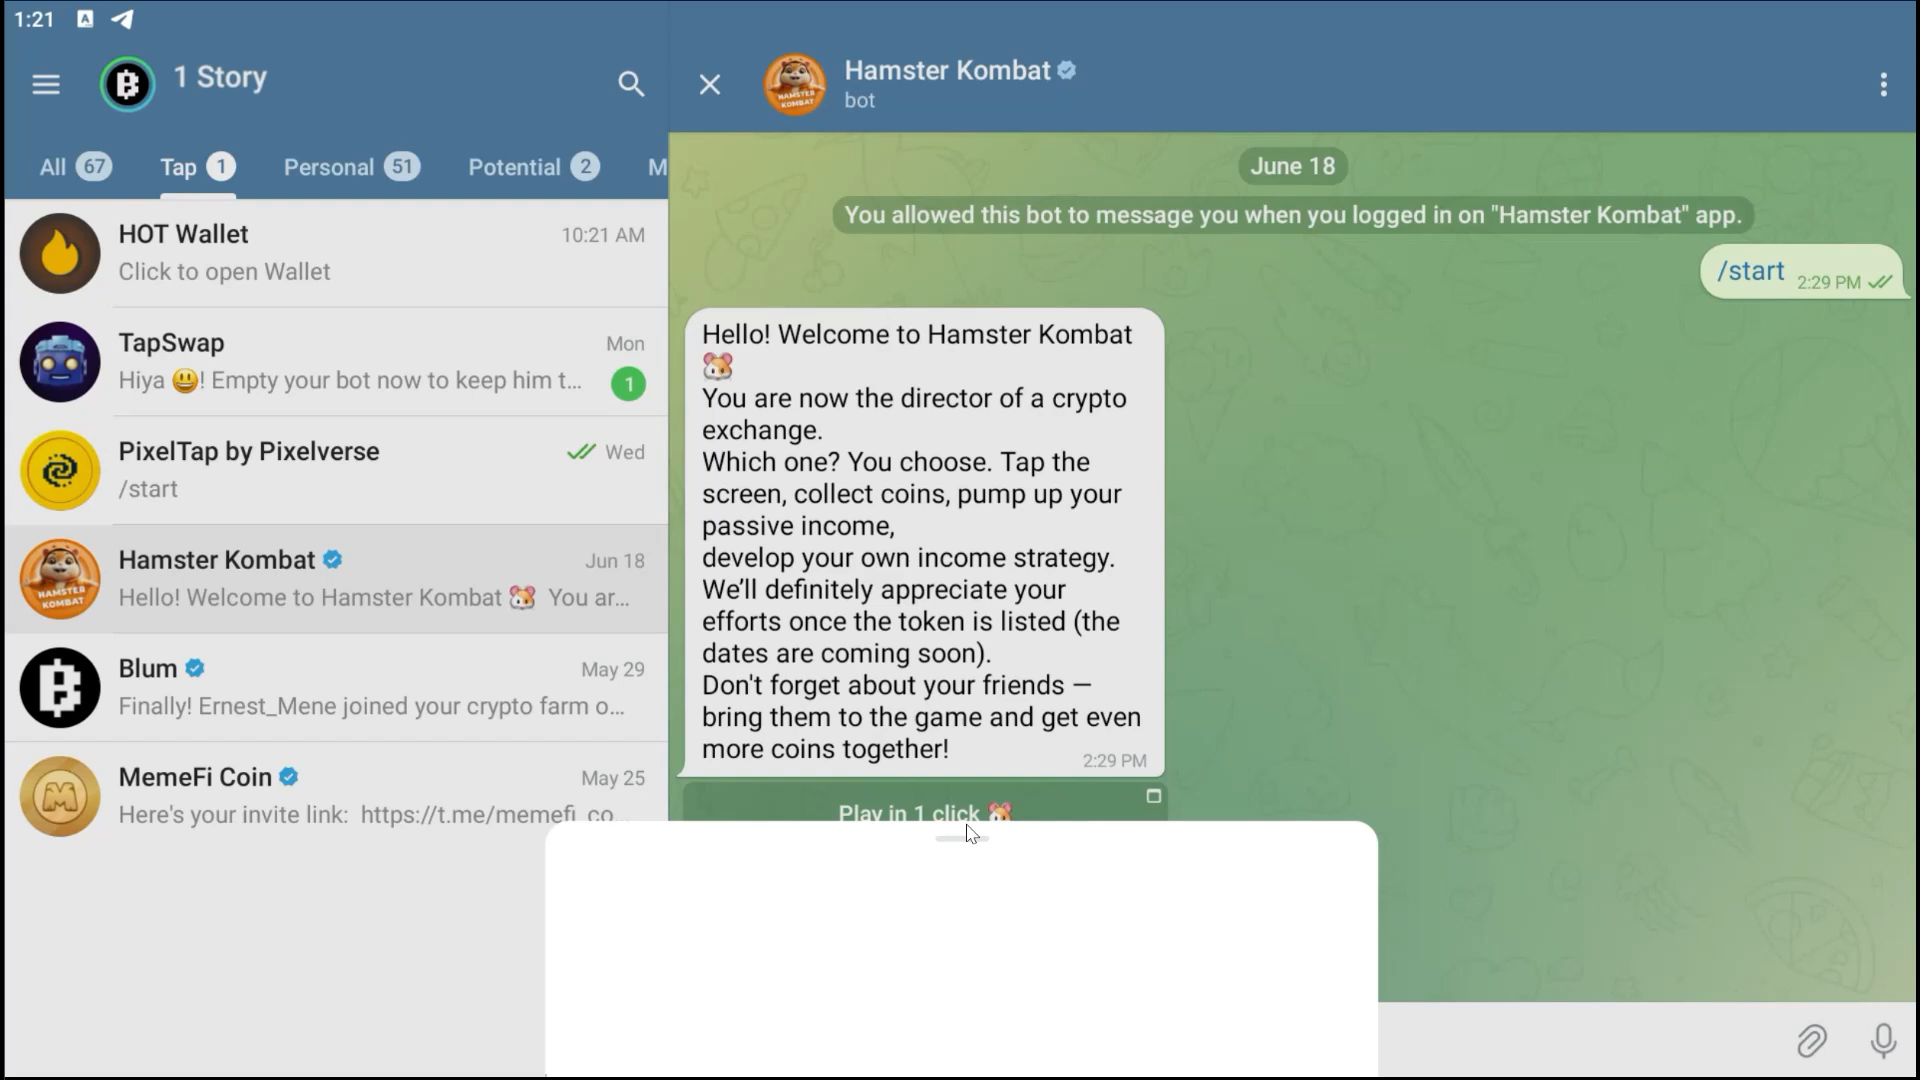 1:21
1 Story
All 67
Tap 1
Personal 51
Potential 2
M
HOT Wallet
10:21 AM
Click to open Wallet
TapSwap
Mon
Hiya 😃! Empty your bot now to keep him t...
1
PixelTap by Pixelverse
Wed
/start
Hamster Kombat
Jun 18
Hello! Welcome to Hamster Kombat 🐹 You ar...
Blum
May 29
Finally! Ernest_Mene joined your crypto farm o...
MemeFi Coin
May 25
Here's your invite link: https://t.me/memefi_co...
HAMSTER
KOMBAT
Hamster Kombat
bot
June 18
You allowed this bot to message you when you logged in on "Hamster Kombat" app.
/start 2:29 PM
Hello! Welcome to Hamster Kombat
🐹
You are now the director of a crypto
exchange.
Which one? You choose. Tap the
screen, collect coins, pump up your
passive income,
develop your own income strategy.
We’ll definitely appreciate your
efforts once the token is listed (the
dates are coming soon).
Don't forget about your friends —
bring them to the game and get even
more coins together!
2:29 PM
Play in 1 click 🐹